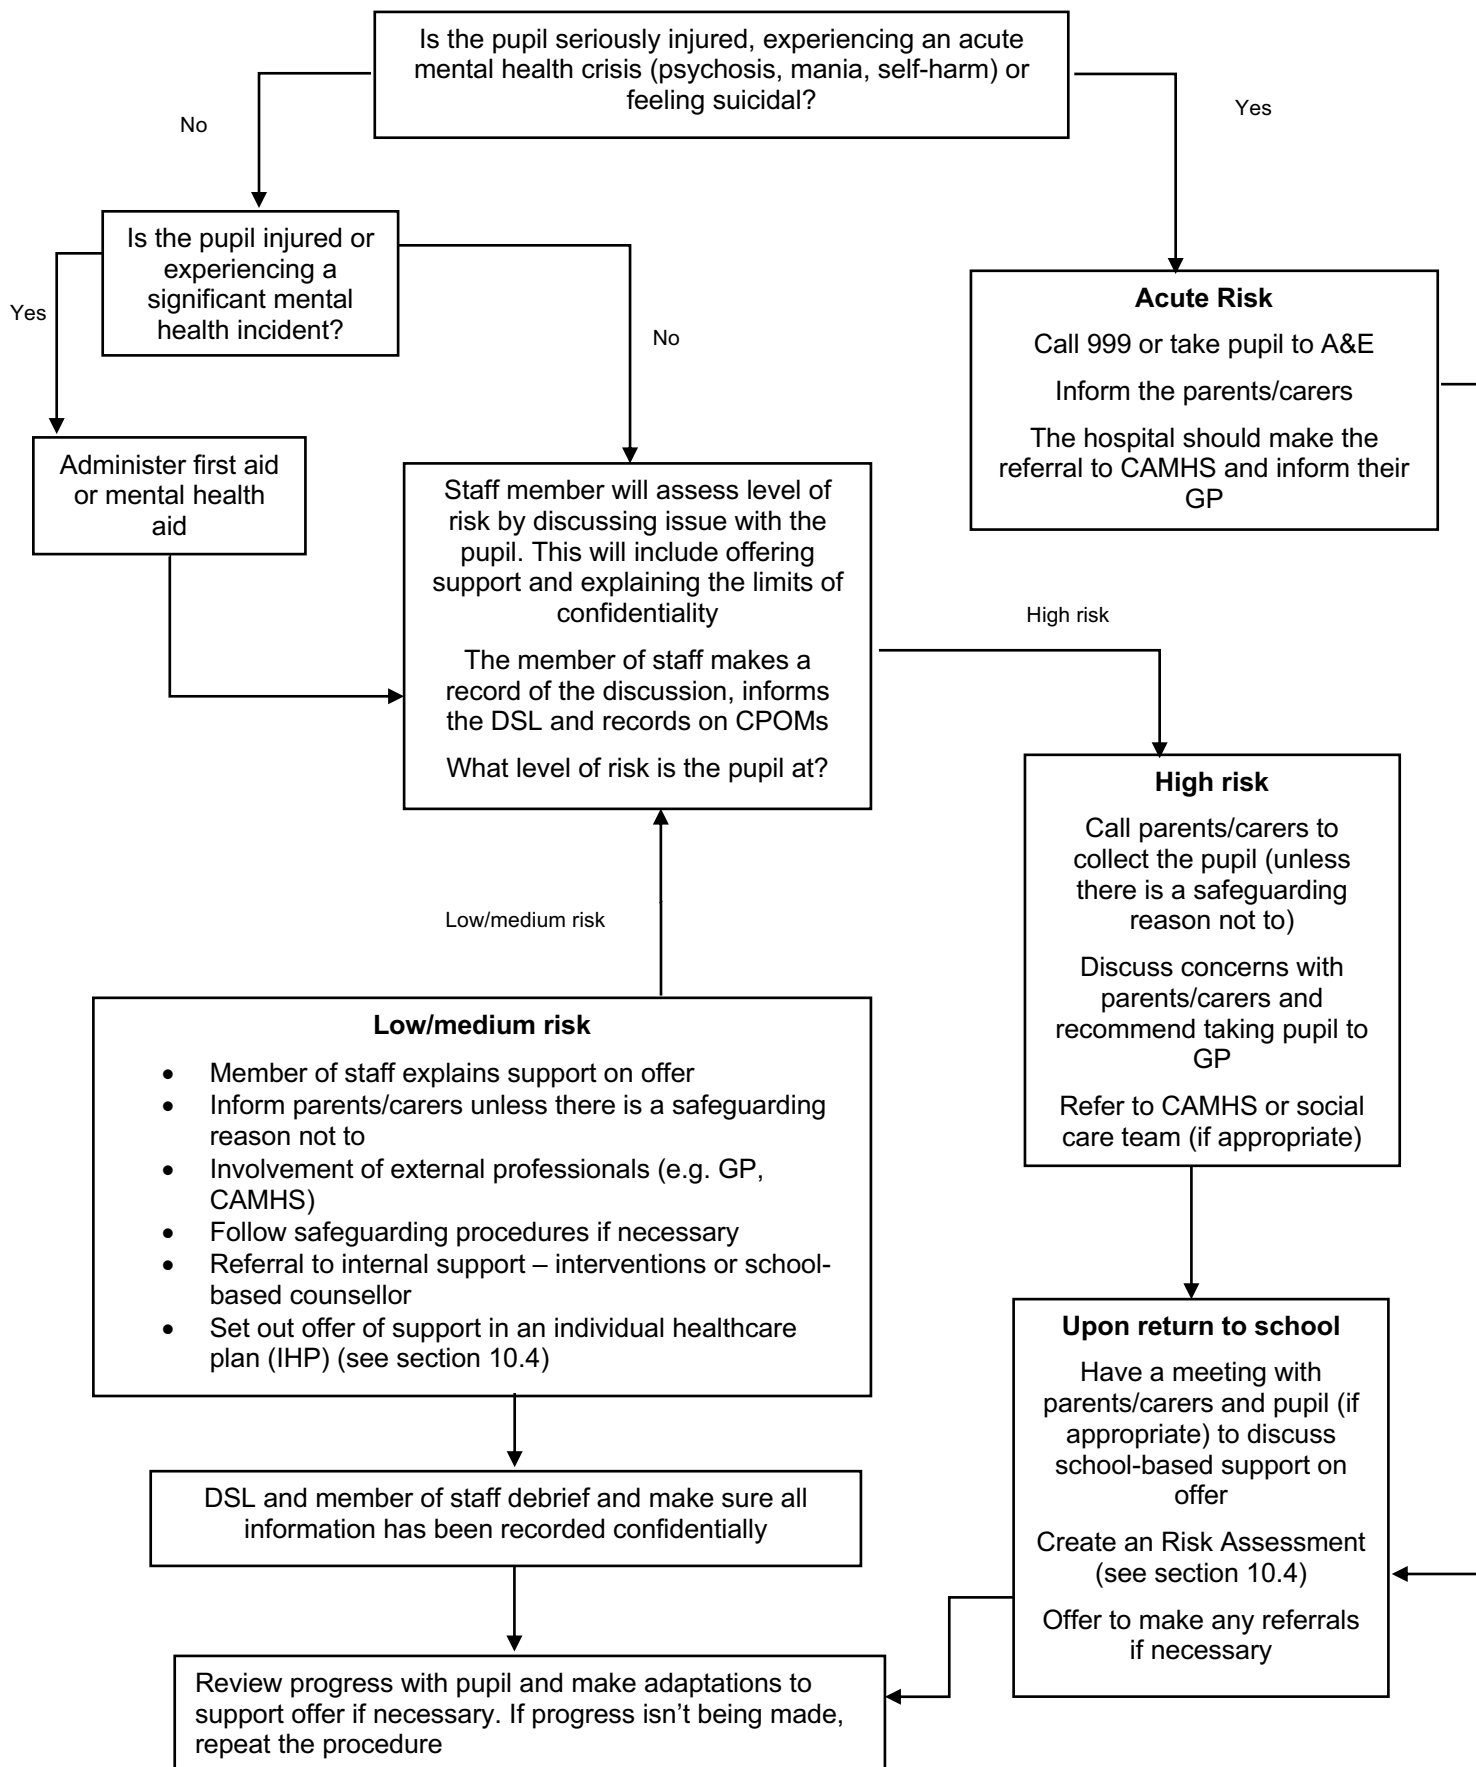 Is the pupil seriously injured, experiencing an acute
mental health crisis (psychosis, mania, self-harm) or
feeling suicidal?
No
Yes
Is the pupil injured or
experiencing a
significant mental
health incident?
Yes
No
Acute Risk
Call 999 or take pupil to A&E
Inform the parents/carers
The hospital should make the
referral to CAMHS and inform their
GP
Administer first aid
or mental health
aid
Staff member will assess level of
risk by discussing issue with the
pupil. This will include offering
support and explaining the limits of
confidentiality
The member of staff makes a
record of the discussion, informs
the DSL and records on CPOMs
What level of risk is the pupil at?
High risk
High risk
Call parents/carers to
collect the pupil (unless
there is a safeguarding
reason not to)
Discuss concerns with
parents/carers and
recommend taking pupil to
GP
Refer to CAMHS or social
care team (if appropriate)
Low/medium risk
Low/medium risk
• Member of staff explains support on offer
• Inform parents/carers unless there is a safeguarding
reason not to
• Involvement of external professionals (e.g. GP,
CAMHS)
• Follow safeguarding procedures if necessary
• Referral to internal support – interventions or school-
based counsellor
• Set out offer of support in an individual healthcare
plan (IHP) (see section 10.4)
Upon return to school
Have a meeting with
parents/carers and pupil (if
appropriate) to discuss
school-based support on
offer
Create an Risk Assessment
(see section 10.4)
Offer to make any referrals
if necessary
DSL and member of staff debrief and make sure all
information has been recorded confidentially
Review progress with pupil and make adaptations to
support offer if necessary. If progress isn't being made,
repeat the procedure